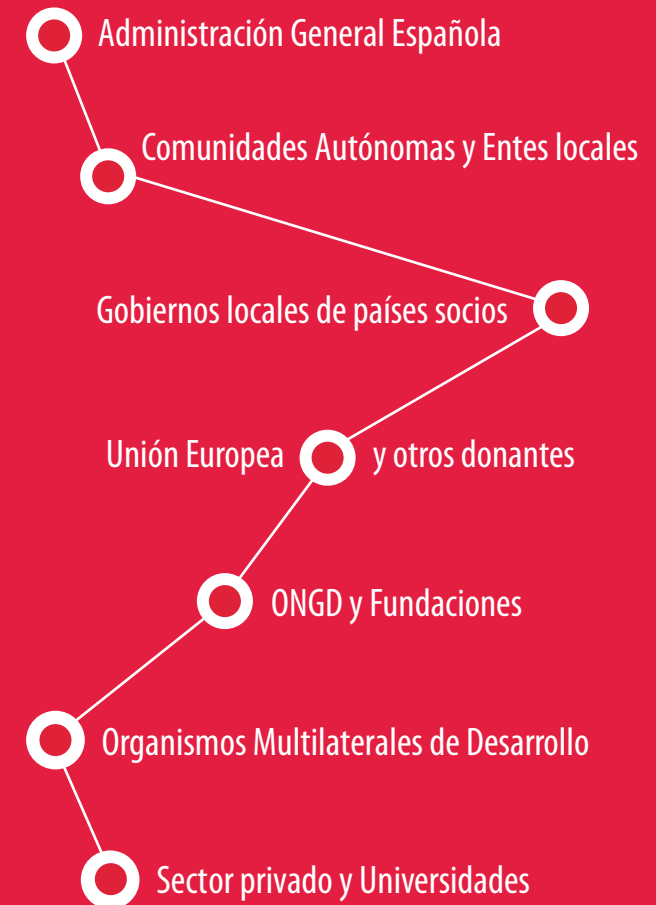 Administración General Española
Comunidades Autónomas y Entes locales
Gobiernos locales de países socios
Unión Europea y otros donantes
ONGD y Fundaciones
Organismos Multilaterales de Desarrollo
Sector privado y Universidades